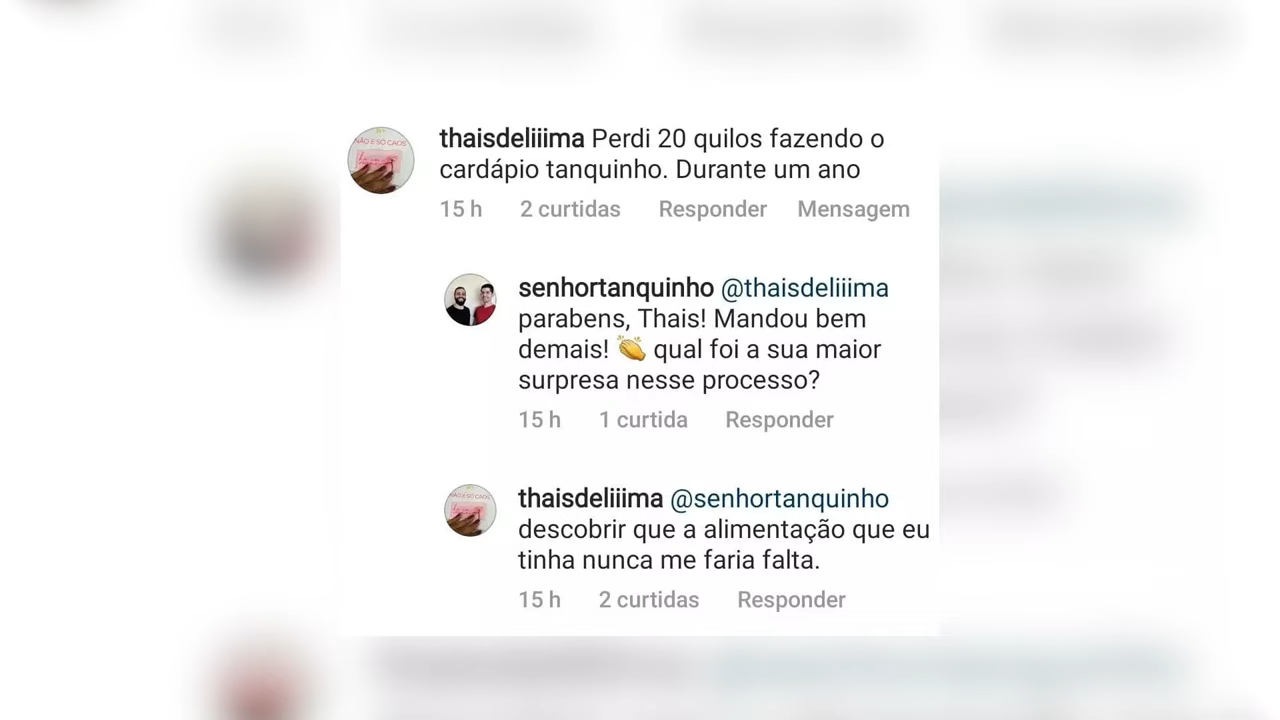 thaisdeliiima Perdi 20 quilos fazendo o
cardápio tanquinho. Durante um ano
15 h 2 curtidas Responder Mensagem
senhortanquinho @thaisdeliiima
parabens, Thais! Mandou bem
demais! 👏 qual foi a sua maior
surpresa nesse processo?
15 h 1 curtida Responder
thaisdeliiima @senhortanquinho
descobrir que a alimentação que eu
tinha nunca me faria falta.
15 h 2 curtidas Responder